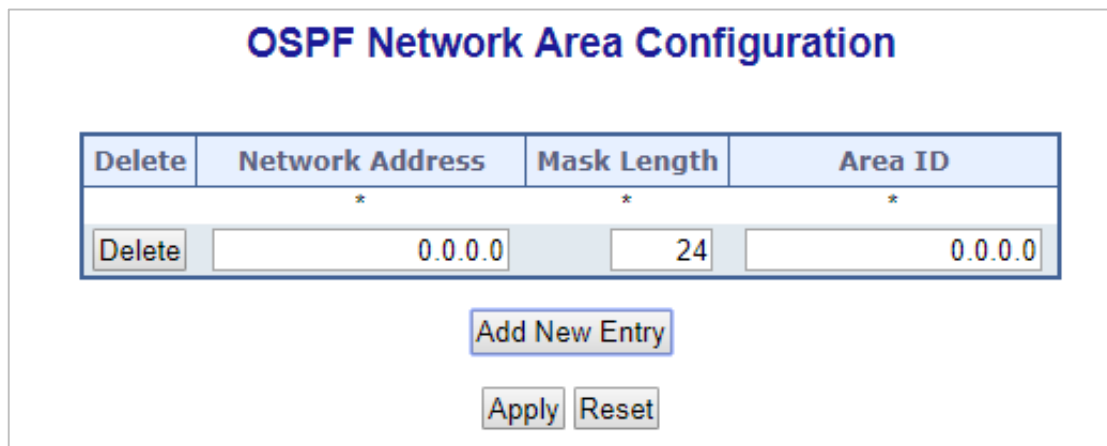 OSPF Network Area Configuration
Delete Network Address Mask Length Area ID
* * *
Delete 0.0.0.0 24 0.0.0.0
Add New Entry
Apply Reset